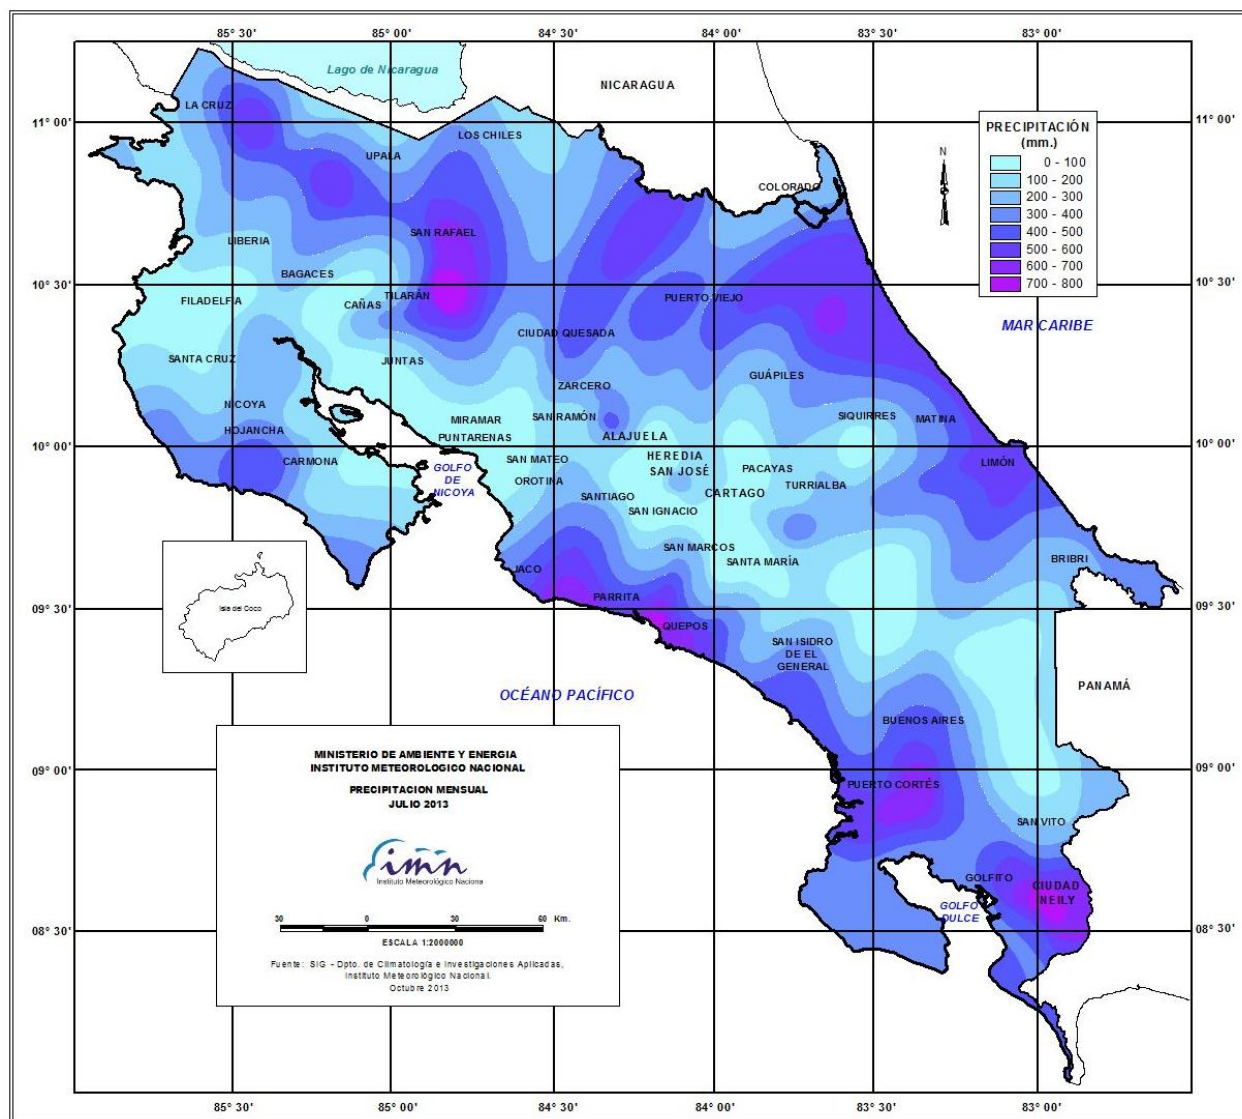 85° 30'
85° 00'
84° 30'
84° 00'
83° 30'
83° 00'
Lago de Nicaragua
NICARAGUA
LA CRUZ
11° 00'
11° 00'
LOS CHILES
UPALA
PRECIPITACIÓN
(mm.)
0 - 100
100 - 200
200 - 300
300 - 400
400 - 500
500 - 600
600 - 700
700 - 800
N
COLORADO
SAN RAFAEL
LIBERIA
BAGACES
10° 30'
10° 30'
FILADELFIA
CAÑAS
TILARÁN
PUERTO VIEJO
MAR CARIBE
CIUDAD QUESADA
SANTA CRUZ
JUNTAS
GUÁPILES
ZARCERO
NICOYA
MIRAMAR
SAN RAMÓN
SIQUIRRES
MATINA
HOJANCHA
PUNTARENAS
ALAJUELA
10° 00'
10° 00'
CARMONA
SAN MATEO
HEREDIA
LIMÓN
GOLFO
DE
NICOYA
SAN JOSÉ
PACAYAS
OROTINA
TURRIALBA
SANTIAGO
CARTAGO
SAN IGNACIO
SAN MARCOS
SANTA MARÍA
BRIBRI
JACO
PARRITA
Isla del Coco
09° 30'
09° 30'
QUEPOS
SAN ISIDRO
DE EL
GENERAL
PANAMÁ
OCÉANO PACÍFICO
BUENOS AIRES
MINISTERIO DE AMBIENTE Y ENERGIA
INSTITUTO METEOROLOGICO NACIONAL
PRECIPITACION MENSUAL
JULIO 2013
09° 00'
09° 00'
PUERTO CORTÉS
SAN VITO
imn
Instituto Meteorológico Naciona
GOLFITO
CIUDAD
NEILY
GOLFO
DULCE
30 0 30 60 Km.
ESCALA 1:2000000
08° 30'
08° 30'
Fuente: SIG - Dpto. de Climatología e Investigaciones Aplicadas,
Instituto Meteorológico Nacional.
Octubre 2013
85° 30'
85° 00'
84° 30'
84° 00'
83° 30'
83° 00'